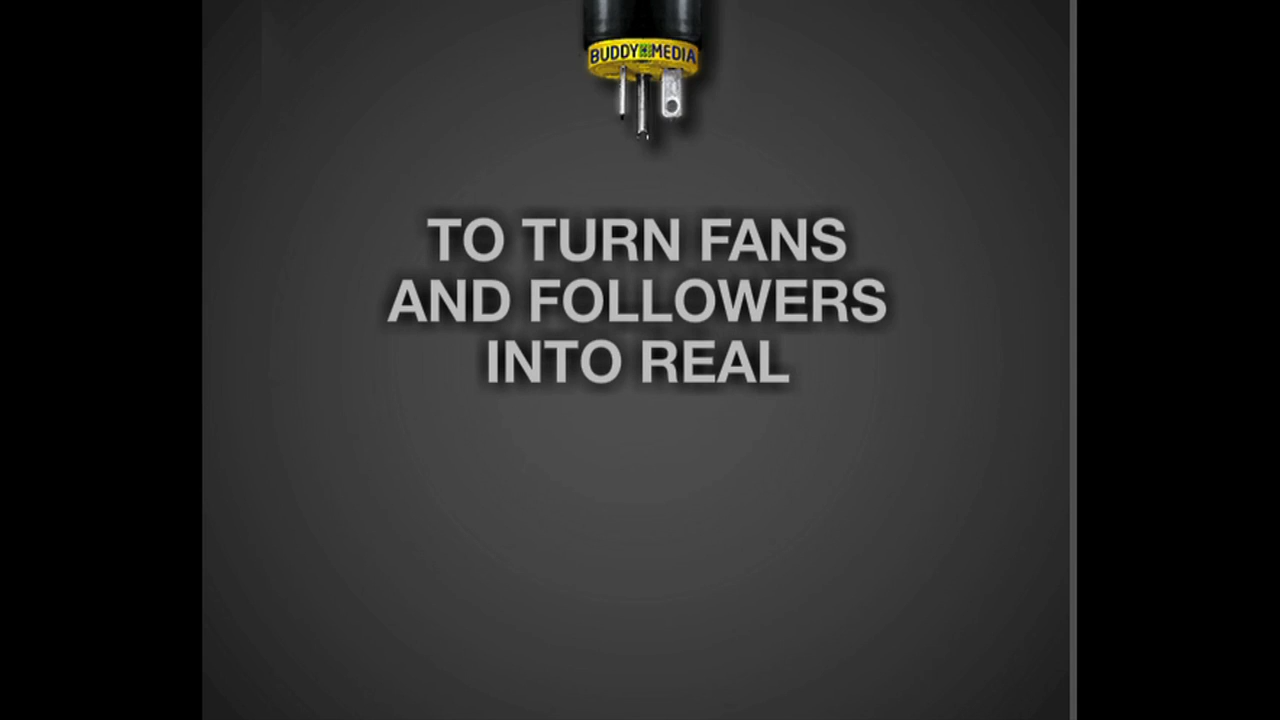 BUDDY MEDIA
TO TURN FANS
AND FOLLOWERS
INTO REAL